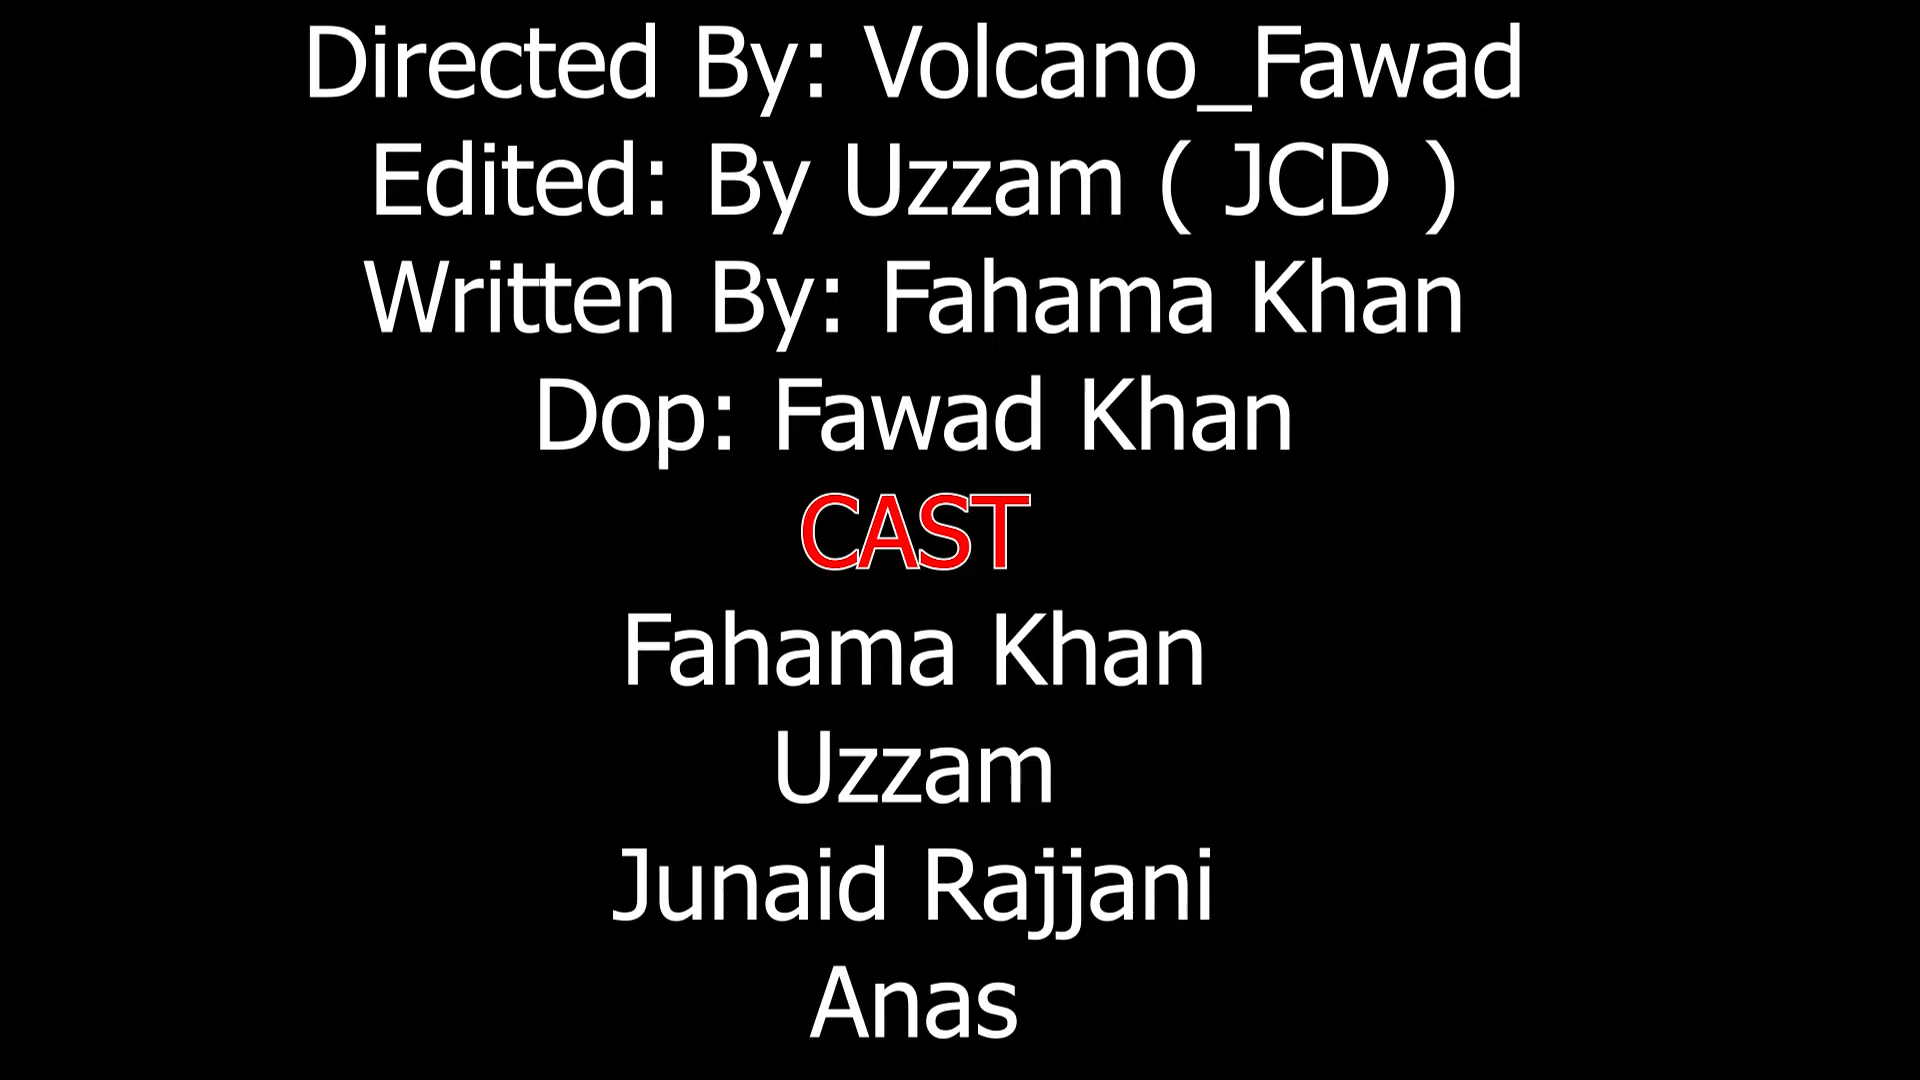 Directed By: Volcano_Fawad
Edited: By Uzzam ( JCD )
Written By: Fahama Khan
Dop: Fawad Khan
CAST
Fahama Khan
Uzzam
Junaid Rajjani
Anas